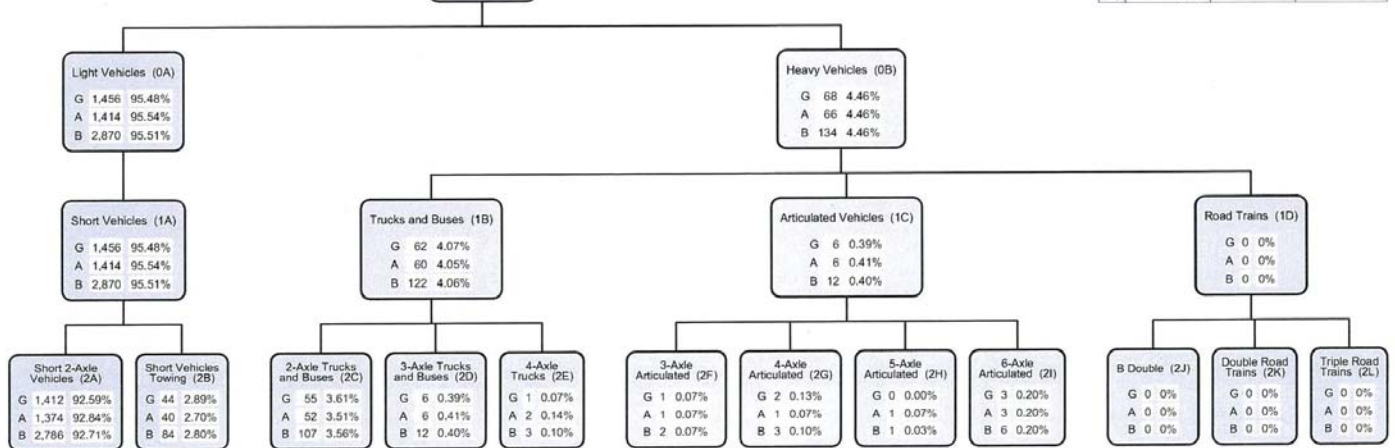 Light Vehicles (0A)
G 1,456 95.48%
A 1,414 95.54%
B 2,870 95.51%
Heavy Vehicles (0B)
G 68 4.46%
A 66 4.46%
B 134 4.46%
Short Vehicles (1A)
G 1,456 95.48%
A 1,414 95.54%
B 2,870 95.51%
Trucks and Buses (1B)
G 62 4.07%
A 60 4.05%
B 122 4.06%
Articulated Vehicles (1C)
G 6 0.39%
A 6 0.41%
B 12 0.40%
Road Trains (1D)
G 0 0%
A 0 0%
B 0 0%
Short 2-Axle
Vehicles (2A)
G 1,412 92.59%
A 1,374 92.84%
B 2,786 92.71%
Short Vehicles
Towing (2B)
G 44 2.89%
A 40 2.70%
B 84 2.80%
2-Axle Trucks
and Buses (2C)
G 55 3.61%
A 52 3.51%
B 107 3.56%
3-Axle Trucks
and Buses (2D)
G 6 0.39%
A 6 0.41%
B 12 0.40%
4-Axle
Trucks (2E)
G 1 0.07%
A 2 0.14%
B 3 0.10%
3-Axle
Articulated (2F)
G 1 0.07%
A 1 0.07%
B 2 0.07%
4-Axle
Articulated (2G)
G 2 0.13%
A 1 0.07%
B 3 0.10%
5-Axle
Articulated (2H)
G 0 0.00%
A 1 0.07%
B 1 0.03%
6-Axle
Articulated (2I)
G 3 0.20%
A 3 0.20%
B 6 0.20%
B Double (2J)
G 0 0%
A 0 0%
B 0 0%
Double Road
Trains (2K)
G 0 0%
A 0 0%
B 0 0%
Triple Road
Trains (2L)
G 0 0%
A 0 0%
B 0 0%